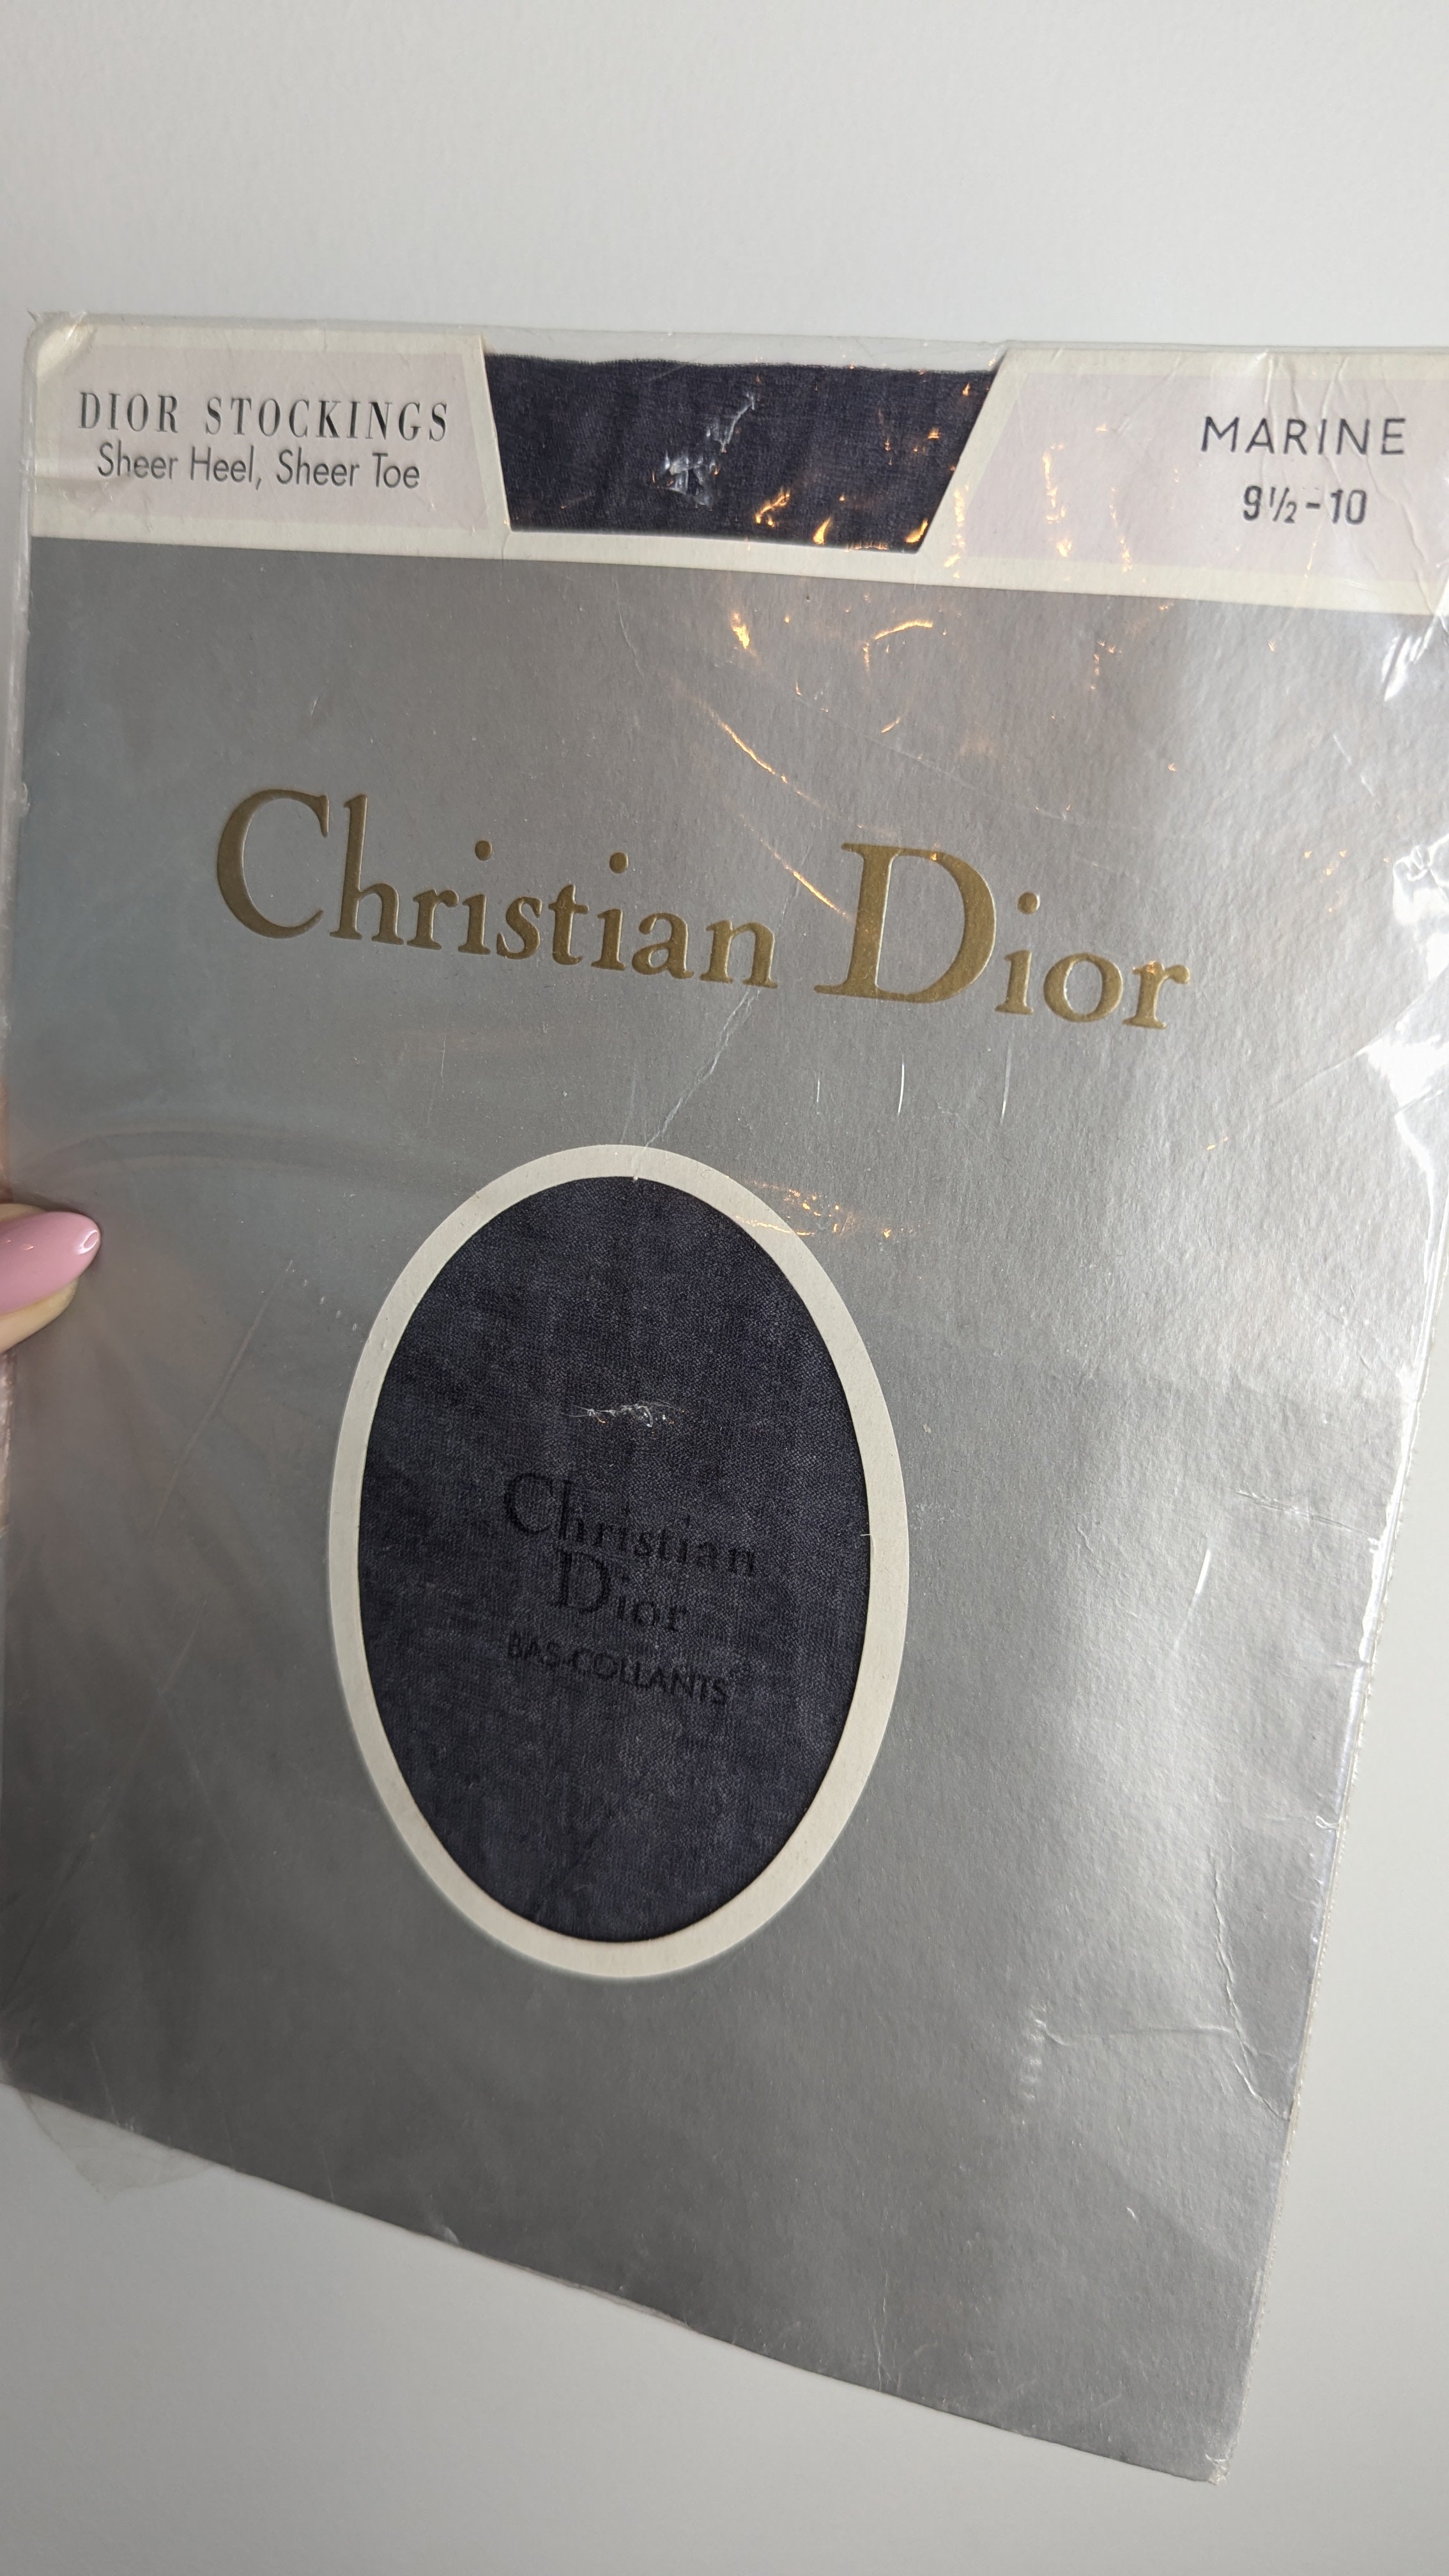 DIOR STOCKINGS
Sheer Heel, Sheer Toe
MARINE
9½-10
Christian Dior
Christian
Dior
BAS-COLLANTS